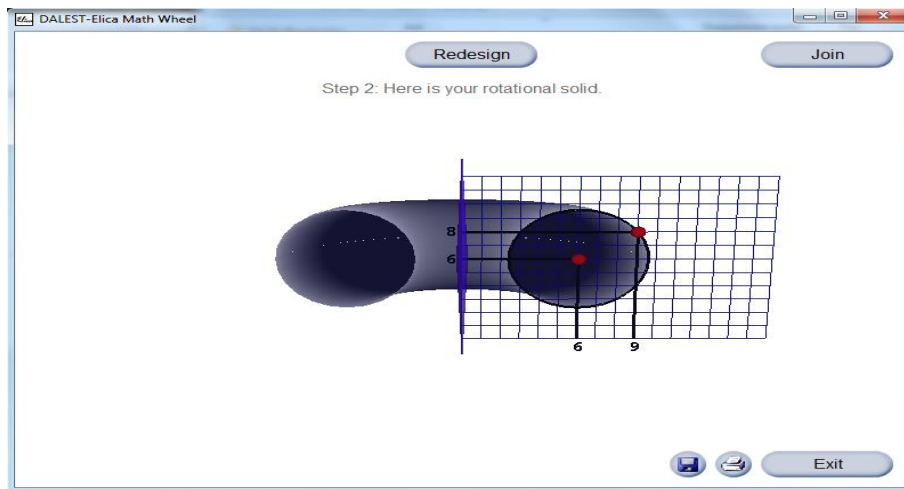 DALEST-Elica Math Wheel
Redesign
Join
Step 2: Here is your rotational solid.
8
6
6 9
Exit